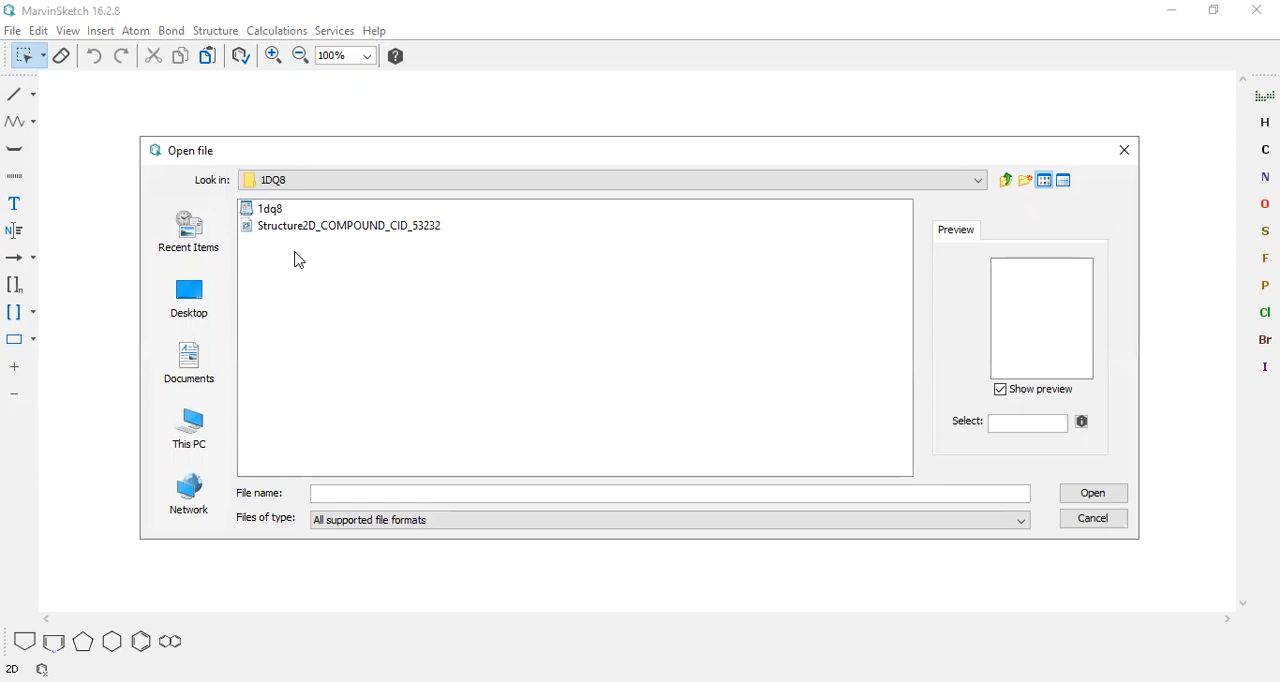 MarvinSketch 16.2.8
File Edit View Insert Atom Bond Structure Calculations Services Help
100%
Open file
Look in: 1DQ8
1dq8
Structure2D_COMPOUND_CID_53232
Recent Items
Desktop
Documents
This PC
Network
Preview
Show preview
Select:
File name:
Open
Files of type: All supported file formats
Cancel
T
N
[]n
[]
H
C
N
O
S
F
P
Cl
Br
I
2D